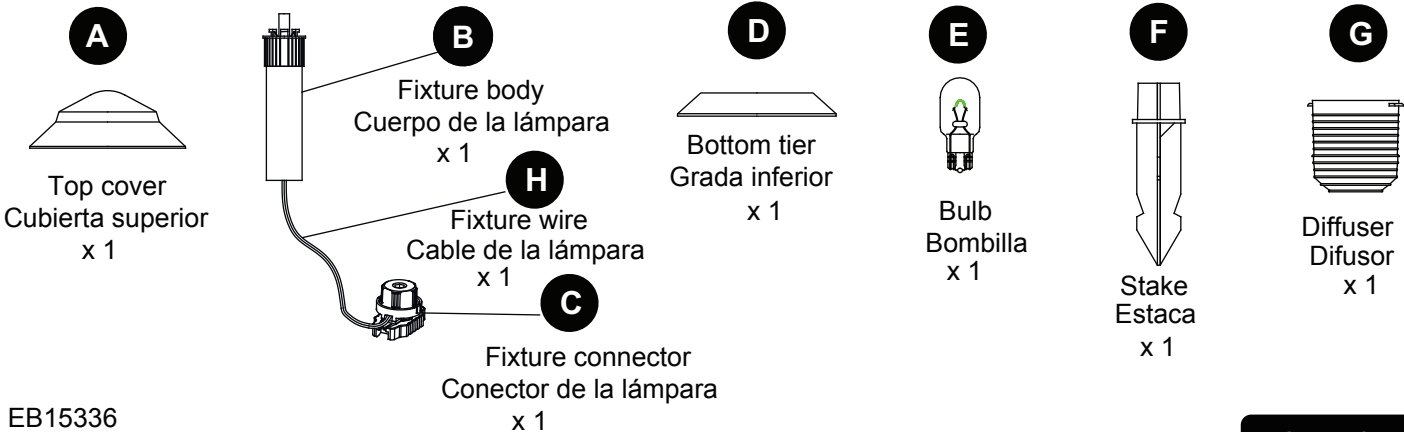 A
Top cover
Cubierta superior
x 1
B
Fixture body
Cuerpo de la lámpara
x 1
H
Fixture wire
Cable de la lámpara
x 1
C
Fixture connector
Conector de la lámpara
x 1
D
Bottom tier
Grada inferior
x 1
E
Bulb
Bombilla
x 1
F
Stake
Estaca
x 1
G
Diffuser
Difusor
x 1
EB15336